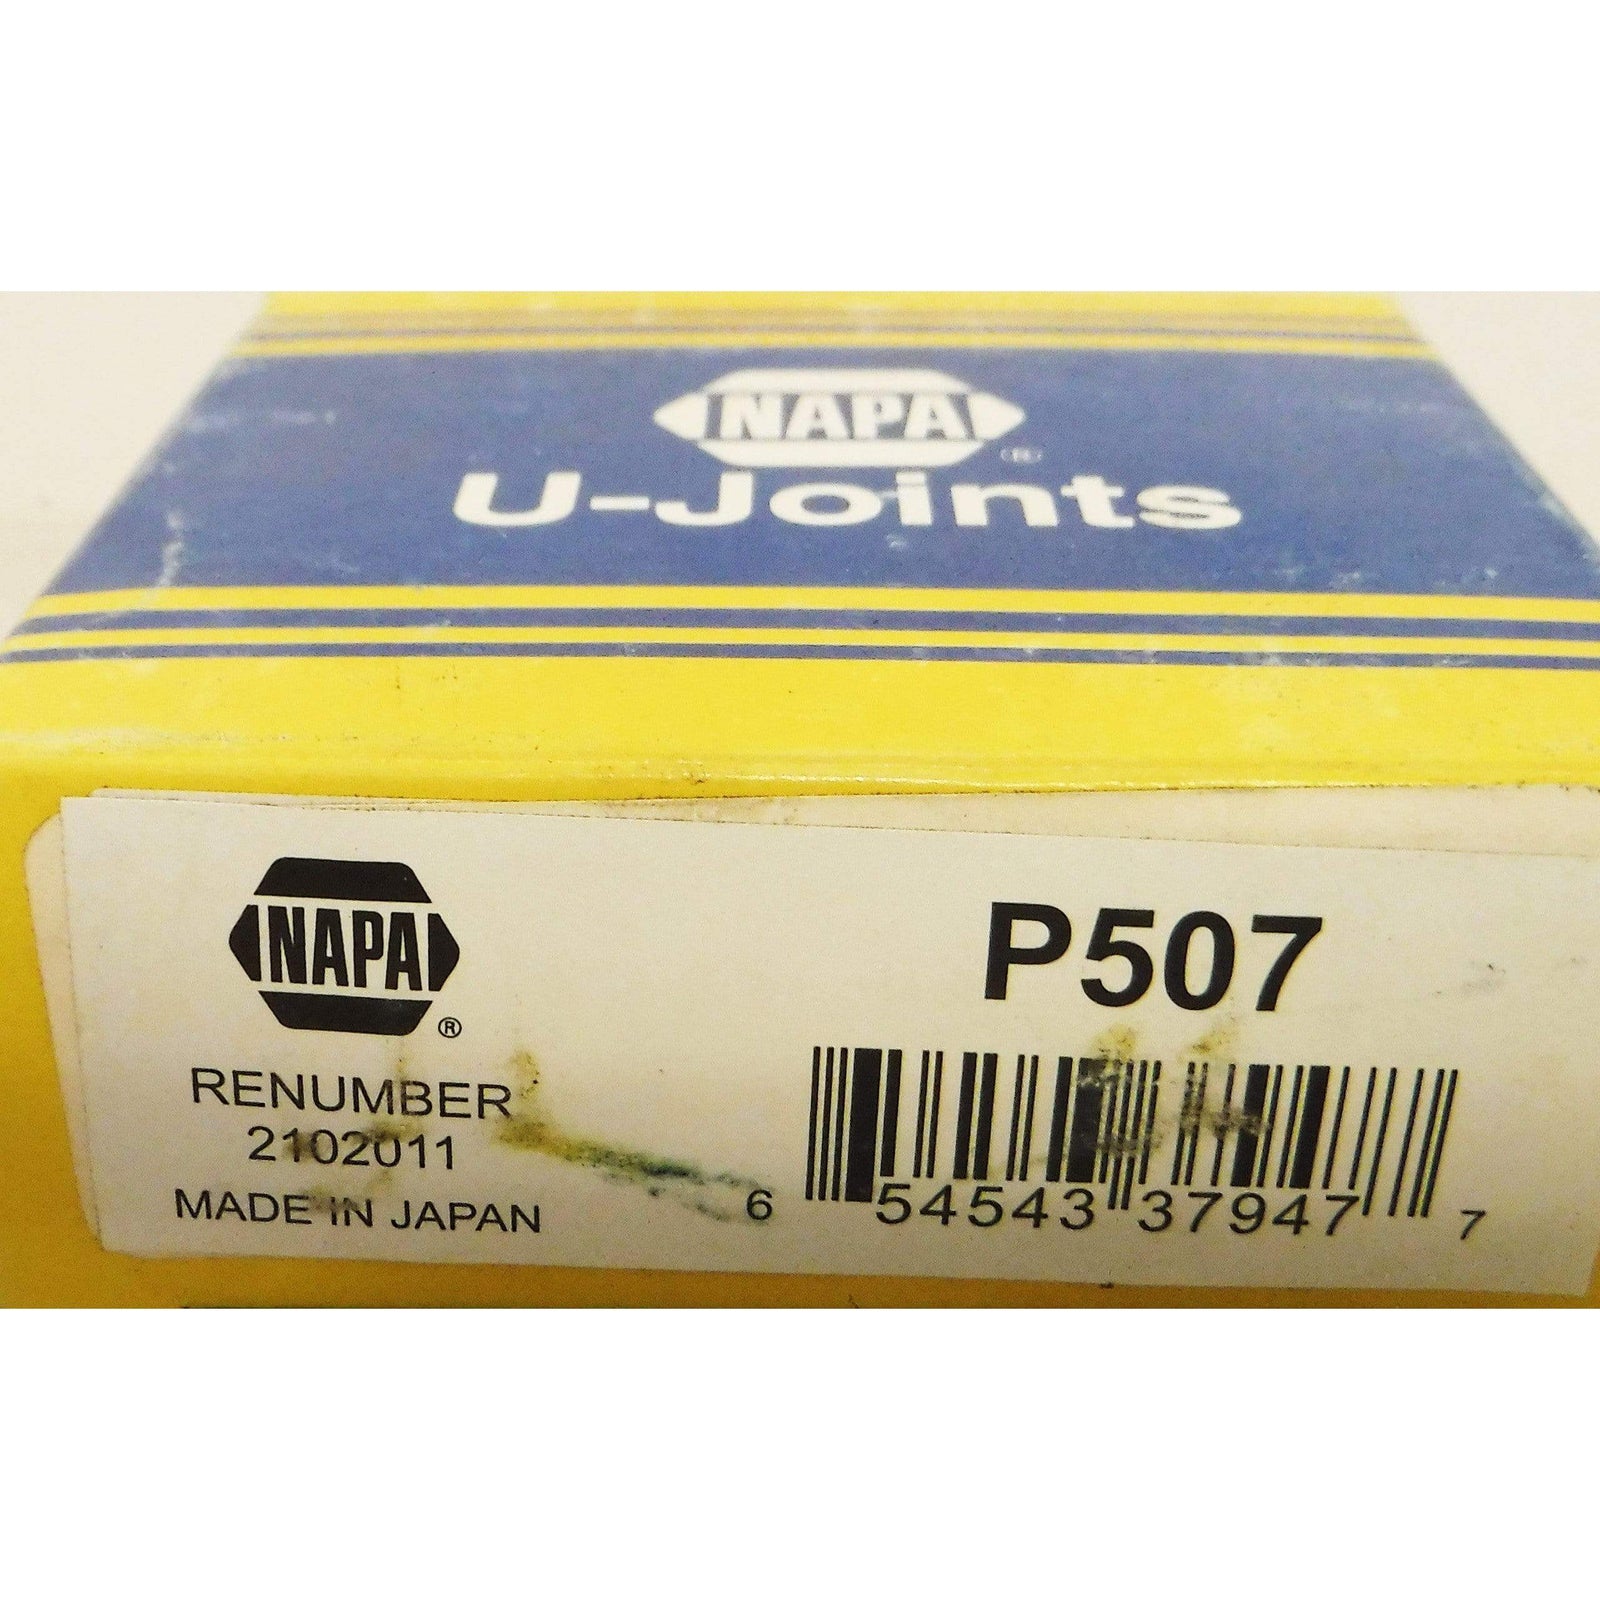 NAPA
®
U-Joints
NAPA
®
P507
RENUMBER
2102011
MADE IN JAPAN
6 54543 37947 7